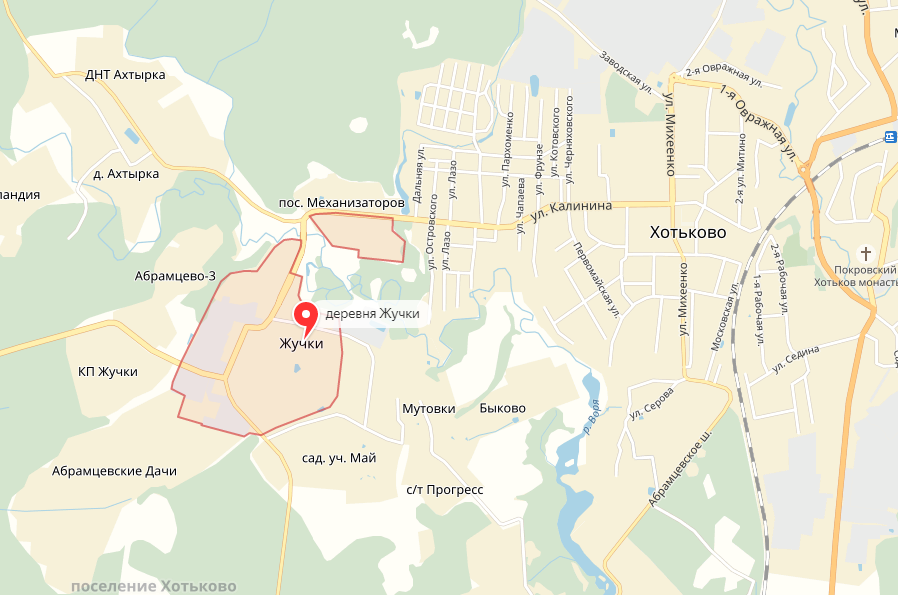 ДНТ Ахтырка
д. Ахтырка
ландия
пос. Механизаторов
Абрамцево-3
деревня Жучки
Жучки
КП Жучки
Абрамцевские Дачи
сад. уч. Май
Мутовки
Быково
с/т Прогресс
поселение Хотьково
Заводская ул.
2-я Овражная ул.
1-я Овражная ул.
ул. Михеенко
2-я ул. Митино
Дальняя ул.
ул. Лазо
ул. Пархоменко
ул. Фрунзе
ул. Котовского
ул. Черняховского
ул. Чапаева
ул. Островского
ул. Лазо
ул. Калинина
Хотьково
Первомайская ул.
ул. Михеенко
Московская ул.
1-я Рабочая ул.
2-я Рабочая ул.
Покровский
Хотьков монаст
ул. Седина
ул. Серова
р. Воря
Абрамцевское ш.